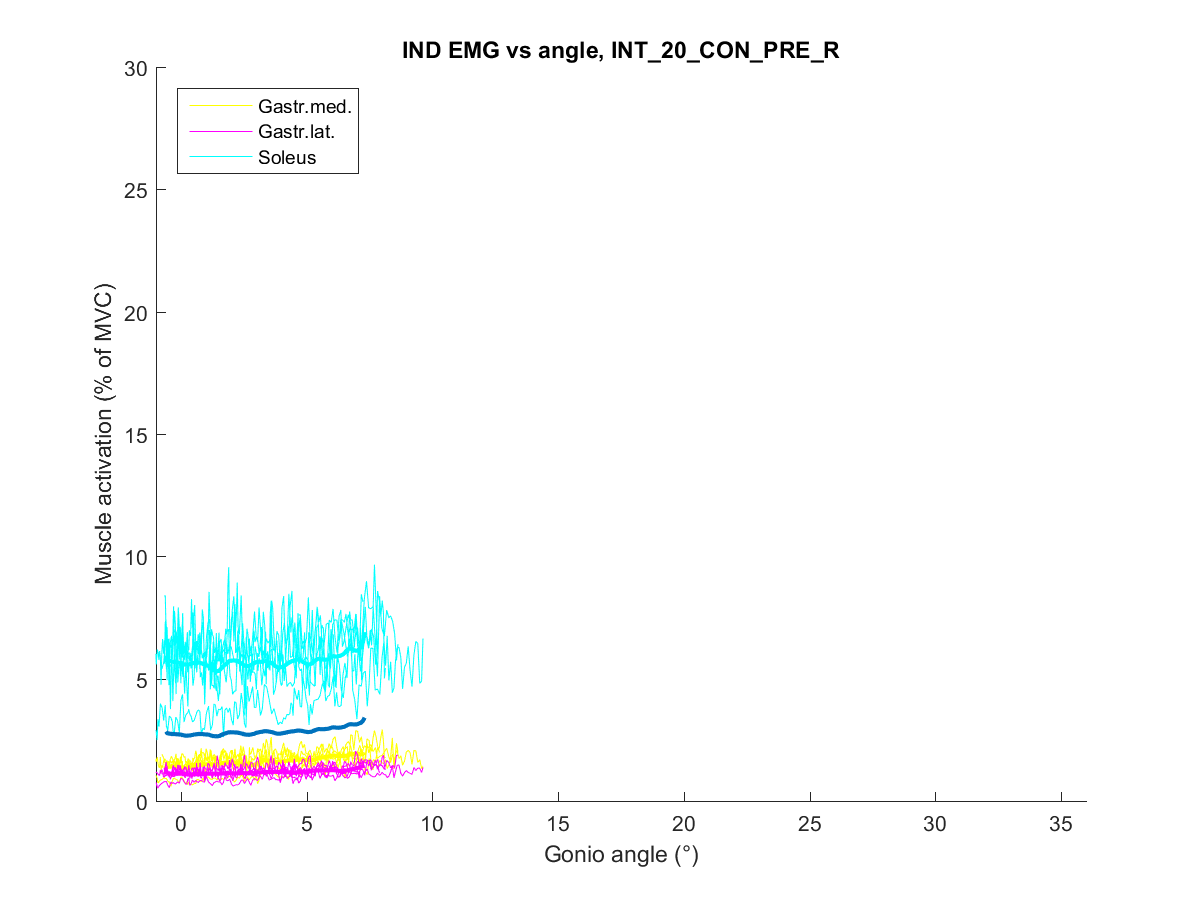 IND EMG vs angle, INT_20_CON_PRE_R
30
25
20
15
10
5
0
Muscle activation (% of MVC)
Gastr.med.
Gastr.lat.
Soleus
0 5 10 15 20 25 30 35
Gonio angle (°)